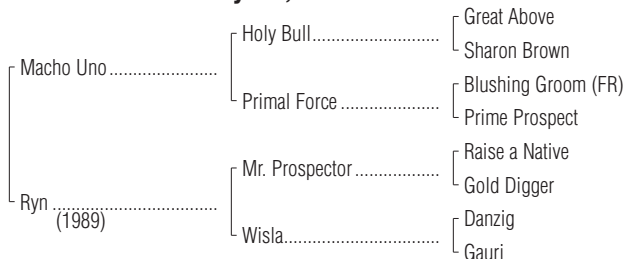 Great Above
Holy Bull
Sharon Brown
Macho Uno
Blushing Groom (FR)
Primal Force
Prime Prospect
Raise a Native
Mr. Prospector
Gold Digger
Ryn
(1989)
Danzig
Wisla
Gauri